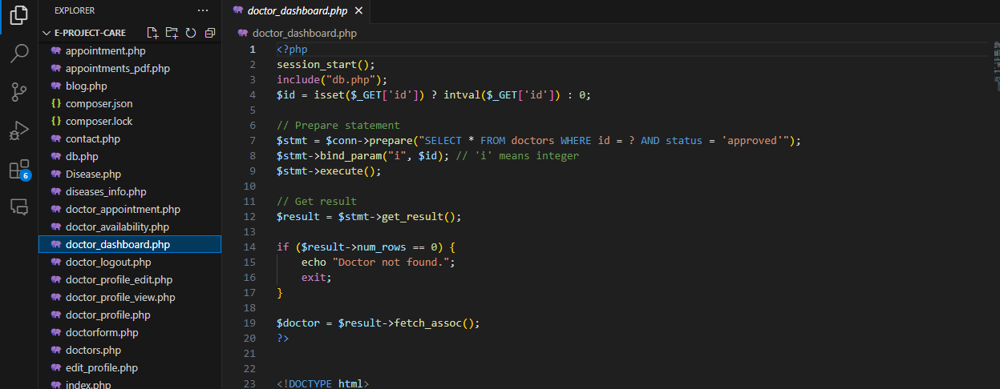 EXPLORER
E-PROJECT-CARE
appointment.php
appointments_pdf.php
blog.php
{} composer.json
{} composer.lock
contact.php
db.php
Disease.php
diseases_info.php
doctor_appointment.php
doctor_availability.php
doctor_dashboard.php
doctor_logout.php
doctor_profile_edit.php
doctor_profile_view.php
doctor_profile.php
doctorform.php
doctors.php
edit_profile.php
index.php
6
doctor_dashboard.php
doctor_dashboard.php
1 <?php
2 session_start();
3 include("db.php");
4 $id = isset($_GET['id']) ? intval($_GET['id']) : 0;
5
6 // Prepare statement
7 $stmt = $conn->prepare("SELECT * FROM doctors WHERE id = ? AND status = 'approved'");
8 $stmt->bind_param("i", $id); // 'i' means integer
9 $stmt->execute();
10
11 // Get result
12 $result = $stmt->get_result();
13
14 if ($result->num_rows == 0) {
15     echo "Doctor not found.";
16     exit;
17 }
18
19 $doctor = $result->fetch_assoc();
20 ?>
21
22
23 <!DOCTYPE html>